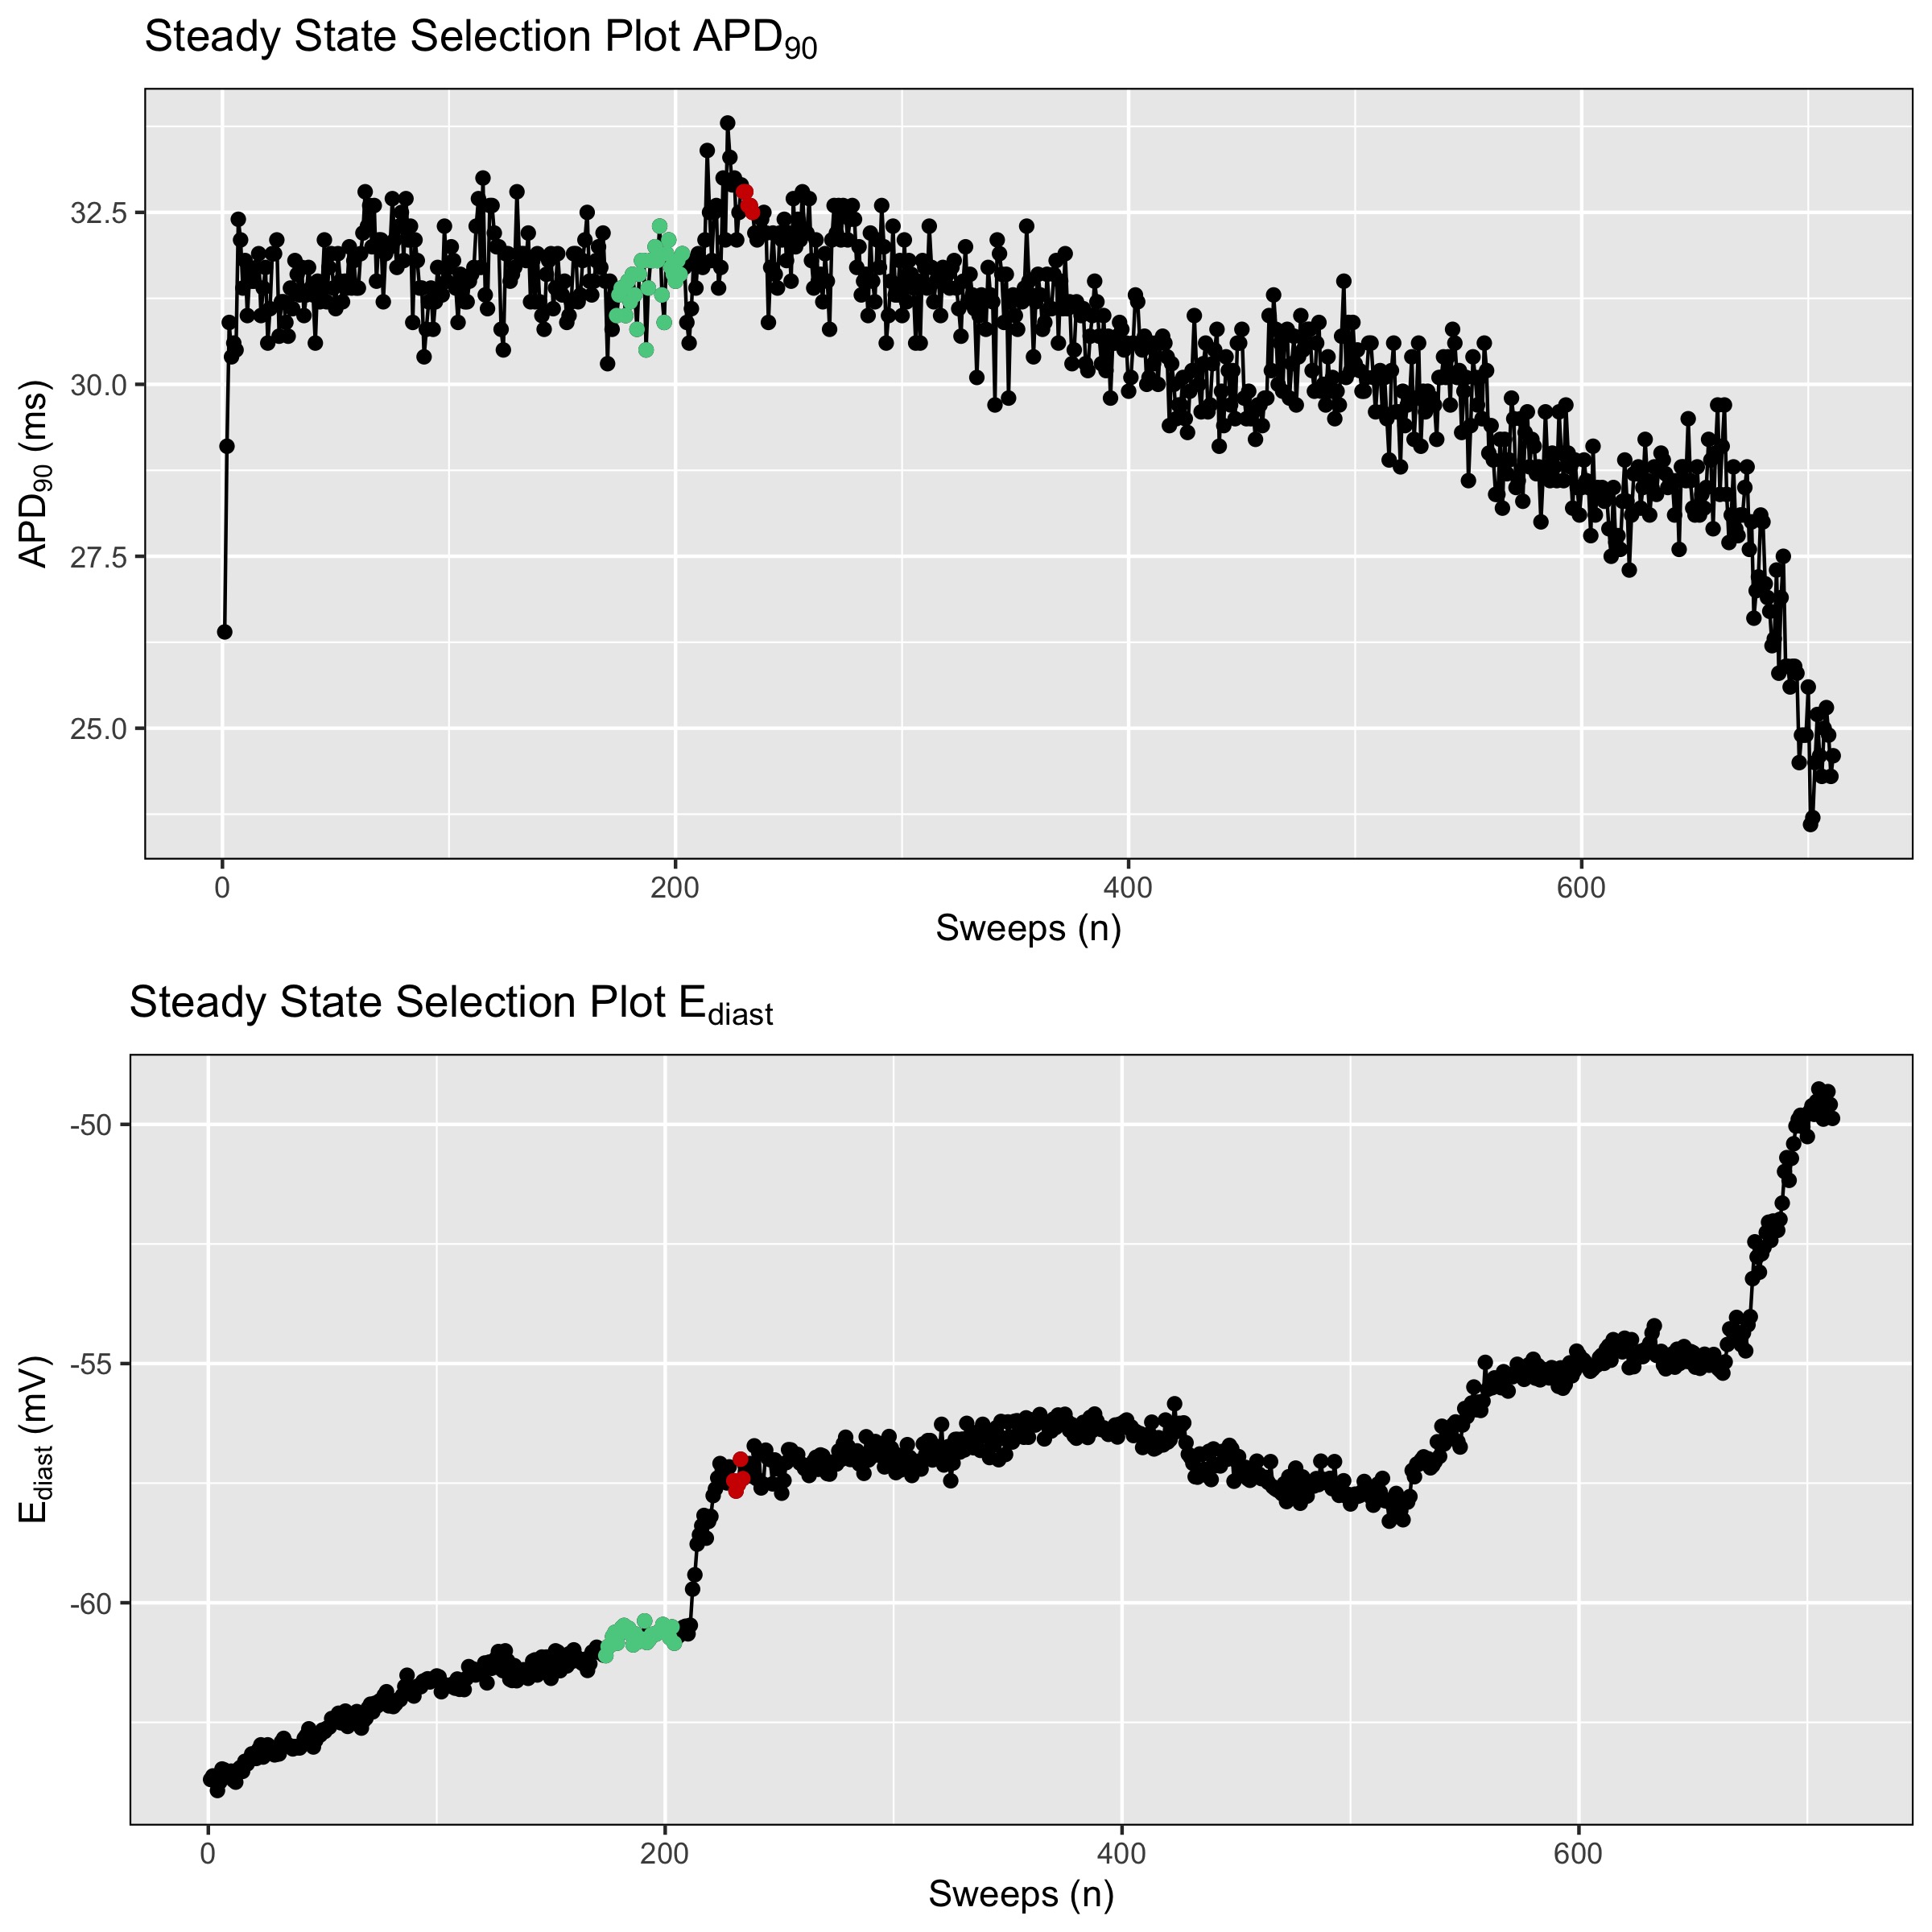 Steady State Selection Plot APD90
32.5
30.0
27.5
25.0
APD90 (ms)
0 200 400 600
Sweeps (n)
Steady State Selection Plot Ediast
-50
-55
-60
Ediast (mV)
0 200 400 600
Sweeps (n)